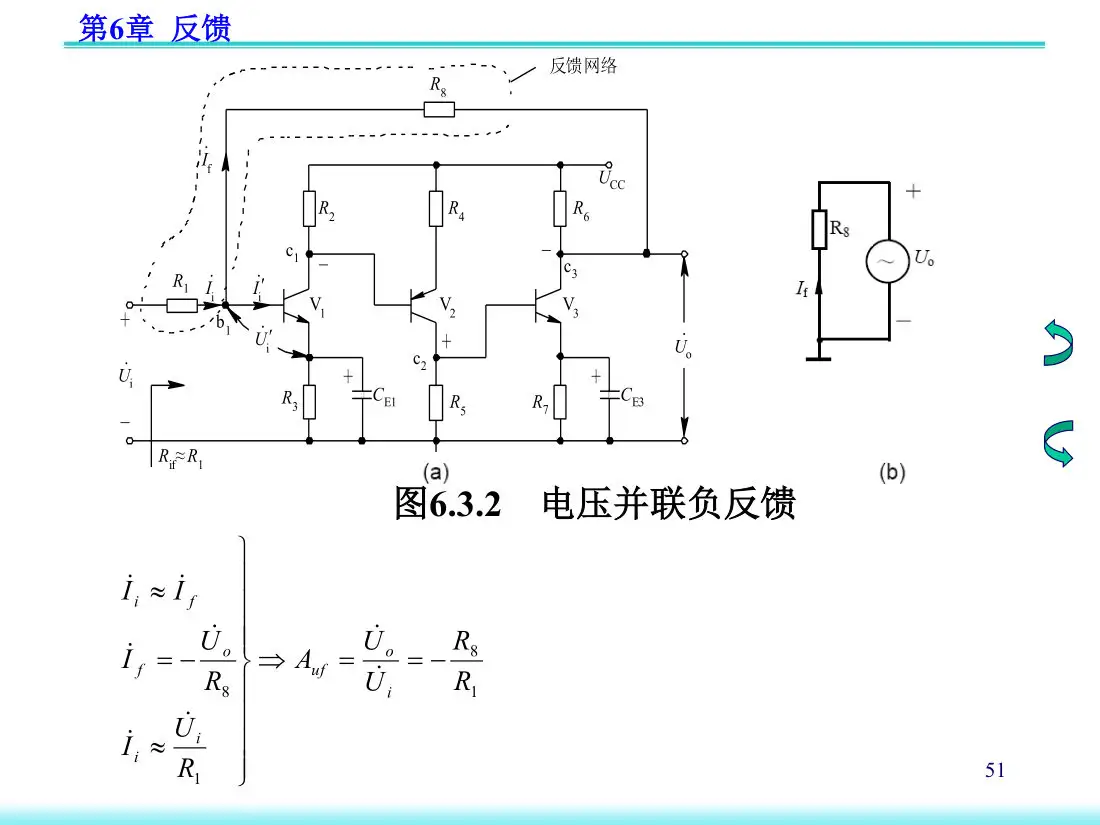 第6章 反馈
反馈网络
R8
İf
UCC
R2
R4
R6
R8
c1
−
−
c3
+
Uo
R1
İi
İi′
V1
V2
V3
If
+
b1
U̇i′
+
c2
−
U̇o
U̇i
+
+
R3
CE1
R5
R7
CE3
−
Rif≈R1
(a)
(b)
图6.3.2 电压并联负反馈
İi ≈ İf
İf = −U̇o/R8 ⇒ Auf = U̇o/U̇i = −R8/R1
İi ≈ U̇i/R1
51